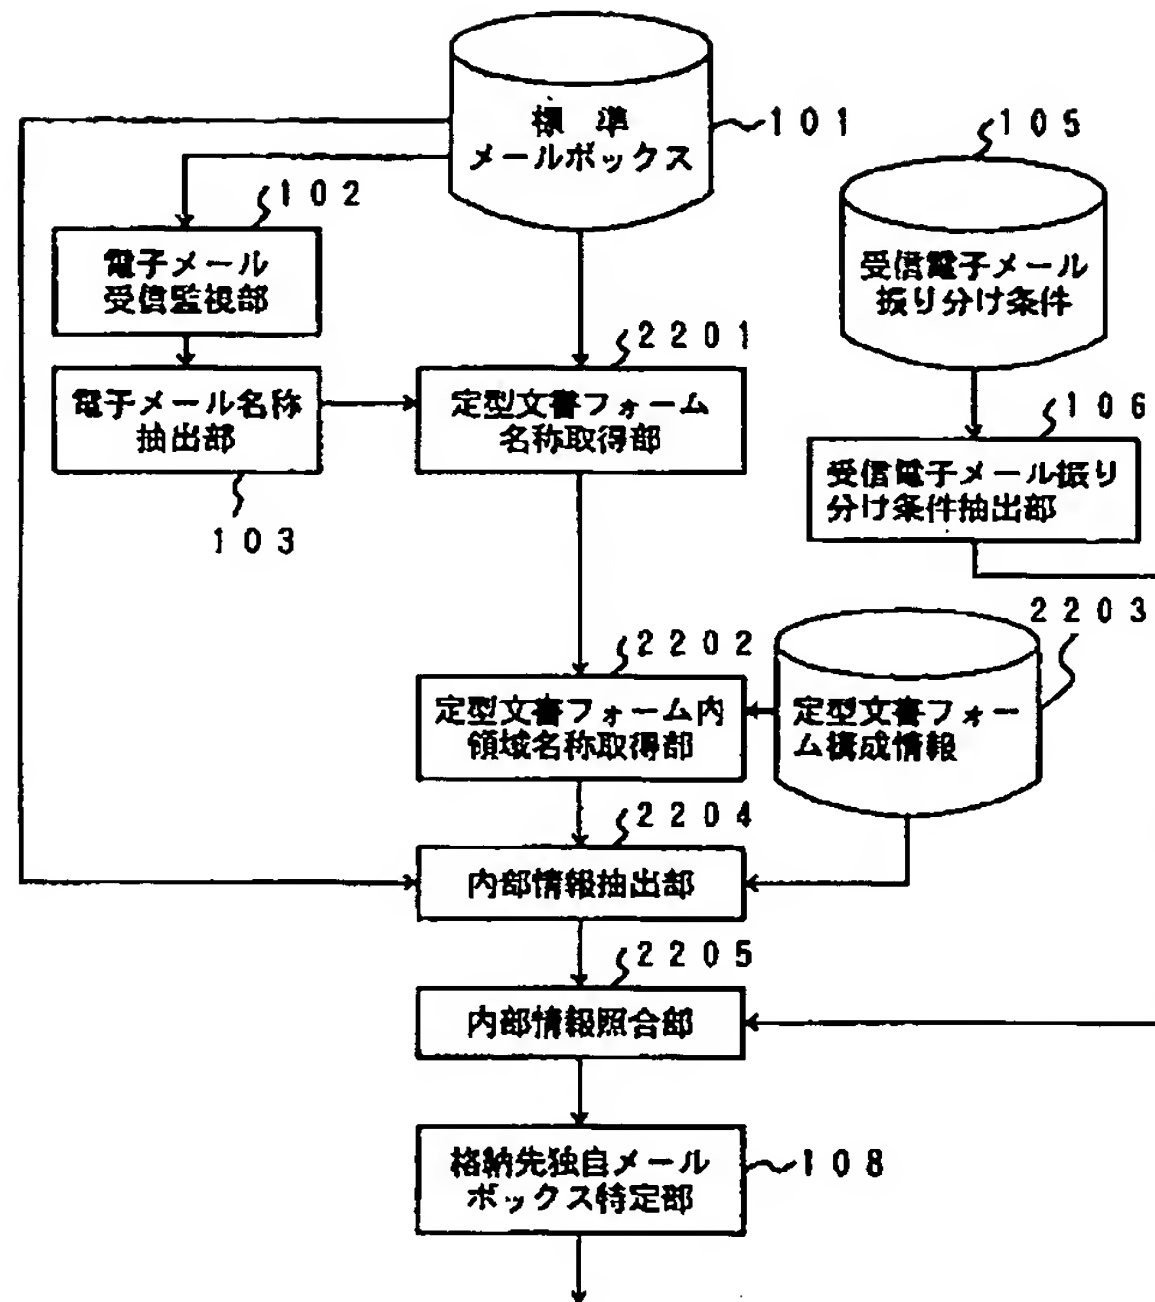 標準
メールボックス
101
105
102
電子メール
受信監視部
受信電子メール
振り分け条件
2201
電子メール名称
抽出部
定型文書フォーム
名称取得部
106
103
受信電子メール振り
分け条件抽出部
2203
2202
定型文書フォーム内
領域名称取得部
定型文書フォー
ム構成情報
2204
内部情報抽出部
2205
内部情報照合部
格納先独自メール
ボックス特定部
108